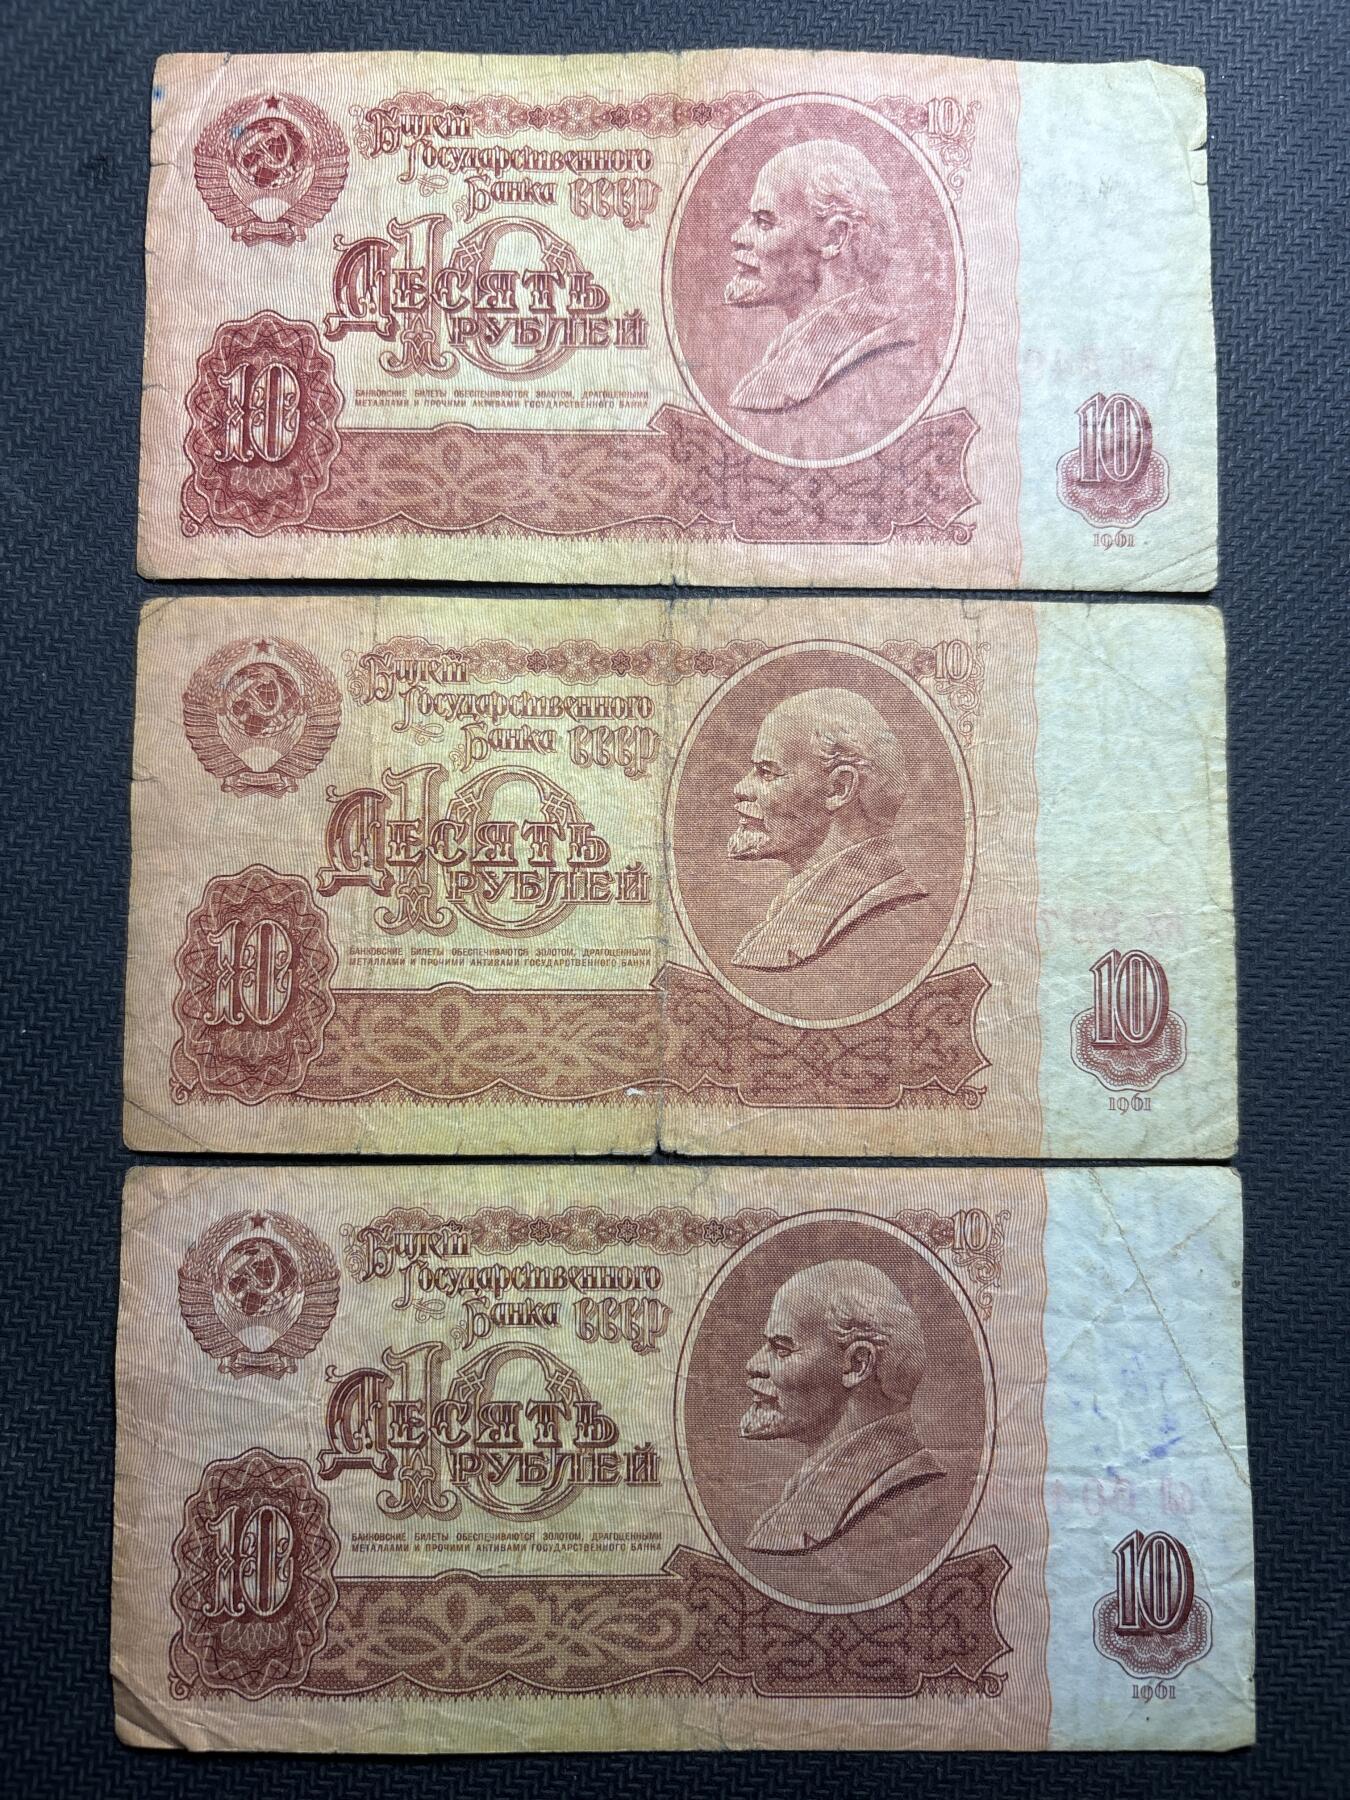 10
Билет
Государственного
Банка СССР
10
Десять
рублей
БАНКОВСКИЕ БИЛЕТЫ ОБЕСПЕЧИВАЮТСЯ ЗОЛОТОМ, ДРАГОЦЕННЫМИ
МЕТАЛЛАМИ И ПРОЧИМИ АКТИВАМИ ГОСУДАРСТВЕННОГО БАНКА
10
10
1961
10
Билет
Государственного
Банка СССР
10
Десять
рублей
БАНКОВСКИЕ БИЛЕТЫ ОБЕСПЕЧИВАЮТСЯ ЗОЛОТОМ, ДРАГОЦЕННЫМИ
МЕТАЛЛАМИ И ПРОЧИМИ АКТИВАМИ ГОСУДАРСТВЕННОГО БАНКА
10
10
1961
10
Билет
Государственного
Банка СССР
10
Десять
рублей
БАНКОВСКИЕ БИЛЕТЫ ОБЕСПЕЧИВАЮТСЯ ЗОЛОТОМ, ДРАГОЦЕННЫМИ
МЕТАЛЛАМИ И ПРОЧИМИ АКТИВАМИ ГОСУДАРСТВЕННОГО БАНКА
10
10
1961